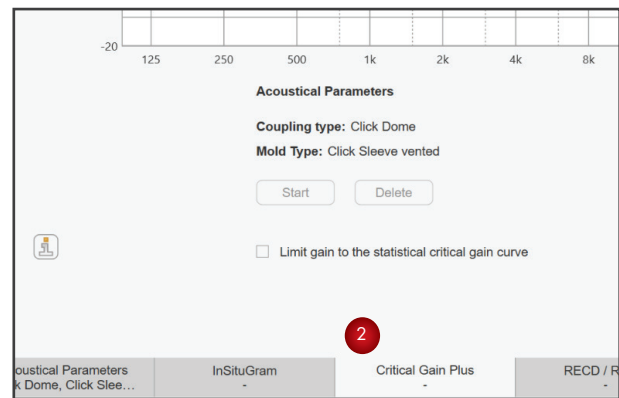 -20
125 250 500 1k 2k 4k 8k
Acoustical Parameters
Coupling type: Click Dome
Mold Type: Click Sleeve vented
Start Delete
Limit gain to the statistical critical gain curve
2
oustical Parameters InSituGram Critical Gain Plus RECD / R
k Dome, Click Slee... - - -